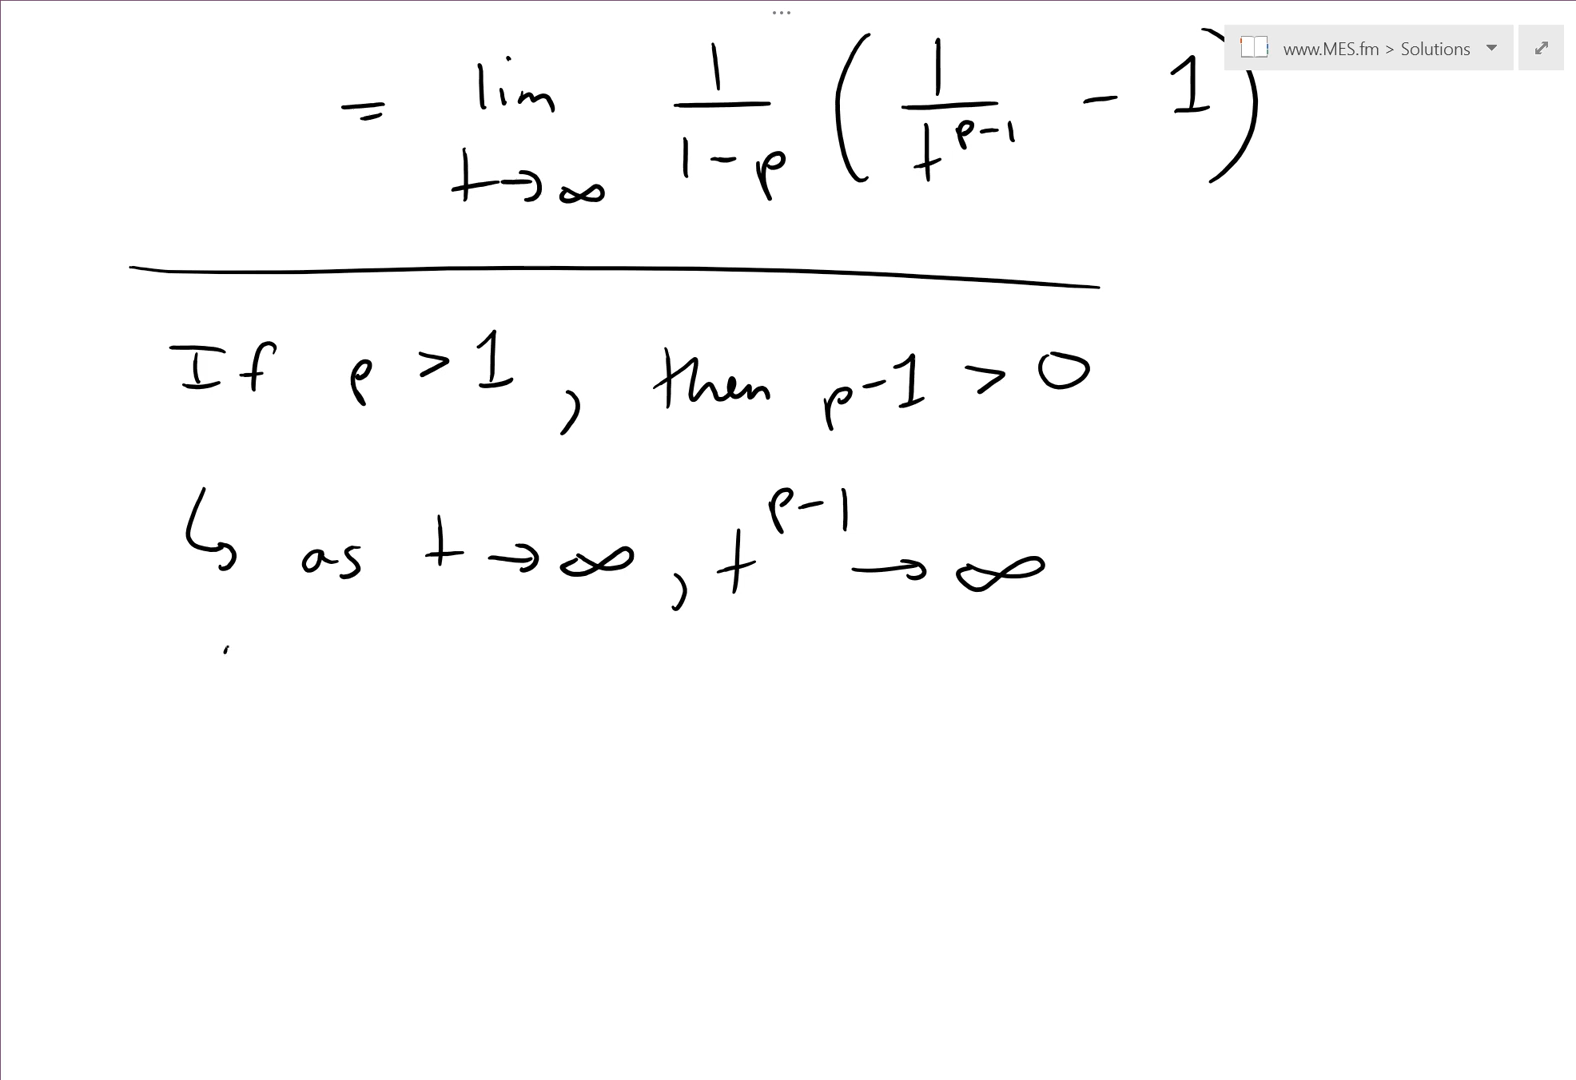 www.MES.fm > Solutions
= lim t→∞ 1/(1-p) (1/t^(p-1) - 1)
If p > 1, then p-1 > 0
↳ as t → ∞, t^(p-1) → ∞